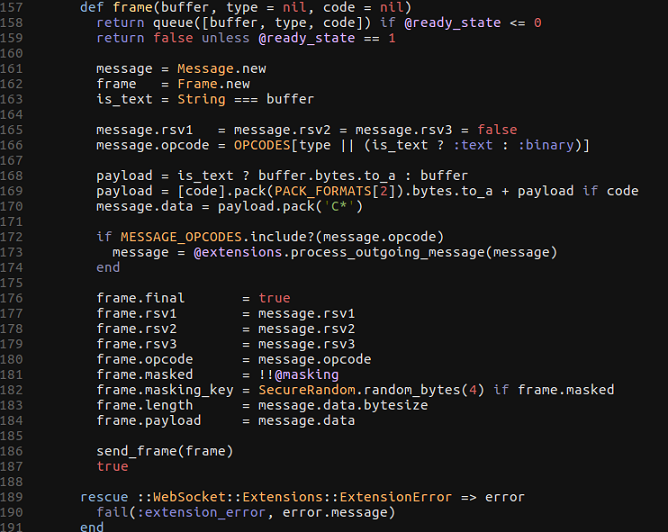 157 def frame(buffer, type = nil, code = nil)
158 return queue([buffer, type, code]) if @ready_state <= 0
159 return false unless @ready_state == 1
160
161 message = Message.new
162 frame   = Frame.new
163 is_text = String === buffer
164
165 message.rsv1   = message.rsv2 = message.rsv3 = false
166 message.opcode = OPCODES[type || (is_text ? :text : :binary)]
167
168 payload = is_text ? buffer.bytes.to_a : buffer
169 payload = [code].pack(PACK_FORMATS[2]).bytes.to_a + payload if code
170 message.data = payload.pack('C*')
171
172 if MESSAGE_OPCODES.include?(message.opcode)
173 message = @extensions.process_outgoing_message(message)
174 end
175
176 frame.final       = true
177 frame.rsv1        = message.rsv1
178 frame.rsv2        = message.rsv2
179 frame.rsv3        = message.rsv3
180 frame.opcode      = message.opcode
181 frame.masked      = !!@masking
182 frame.masking_key = SecureRandom.random_bytes(4) if frame.masked
183 frame.length      = message.data.bytesize
184 frame.payload     = message.data
185
186 send_frame(frame)
187 true
188
189 rescue ::WebSocket::Extensions::ExtensionError => error
190 fail(:extension_error, error.message)
191 end